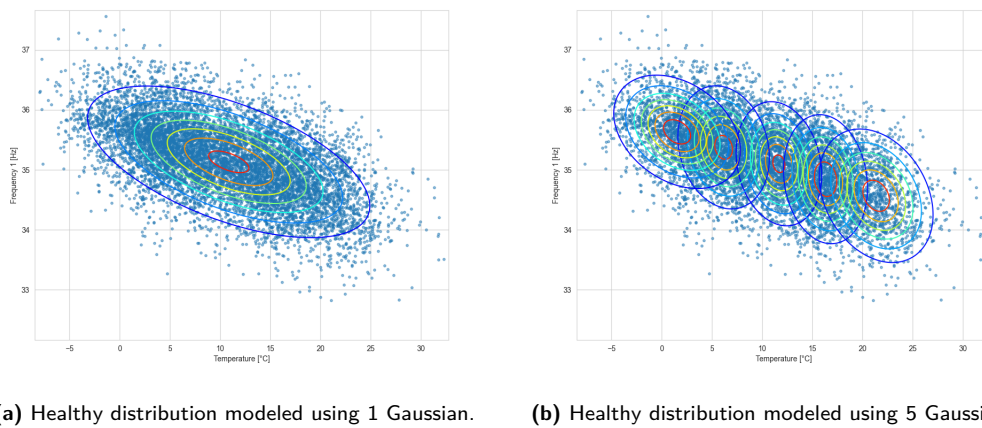 37
36
35
34
33
Frequency 1 [Hz]
−5 0 5 10 15 20 25 30
Temperature [°C]
37
36
35
34
33
Frequency 1 [Hz]
−5 0 5 10 15 20 25 30
Temperature [°C]
a) Healthy distribution modeled using 1 Gaussian.
(b) Healthy distribution modeled using 5 Gaussi